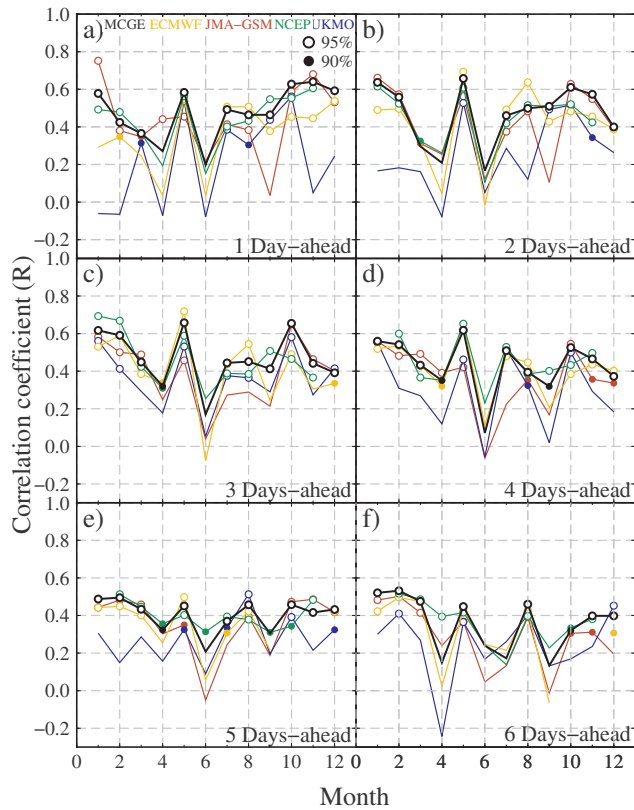 a) MCGE ECMWF JMA−GSM NCEP UKMO
95%
90%
b)
1.0
0.8
0.6
0.4
0.2
0.0
−0.2
1 Day−ahead
2 Days−ahead
c)
d)
1.0
0.8
0.6
0.4
0.2
0.0
−0.2
3 Days−ahead
4 Days−ahead
e)
f)
1.0
0.8
0.6
0.4
0.2
0.0
−0.2
5 Days−ahead
6 Days−ahead
0 2 4 6 8 10 12 0 2 4 6 8 10 12
Month
Correlation coefficient (R)